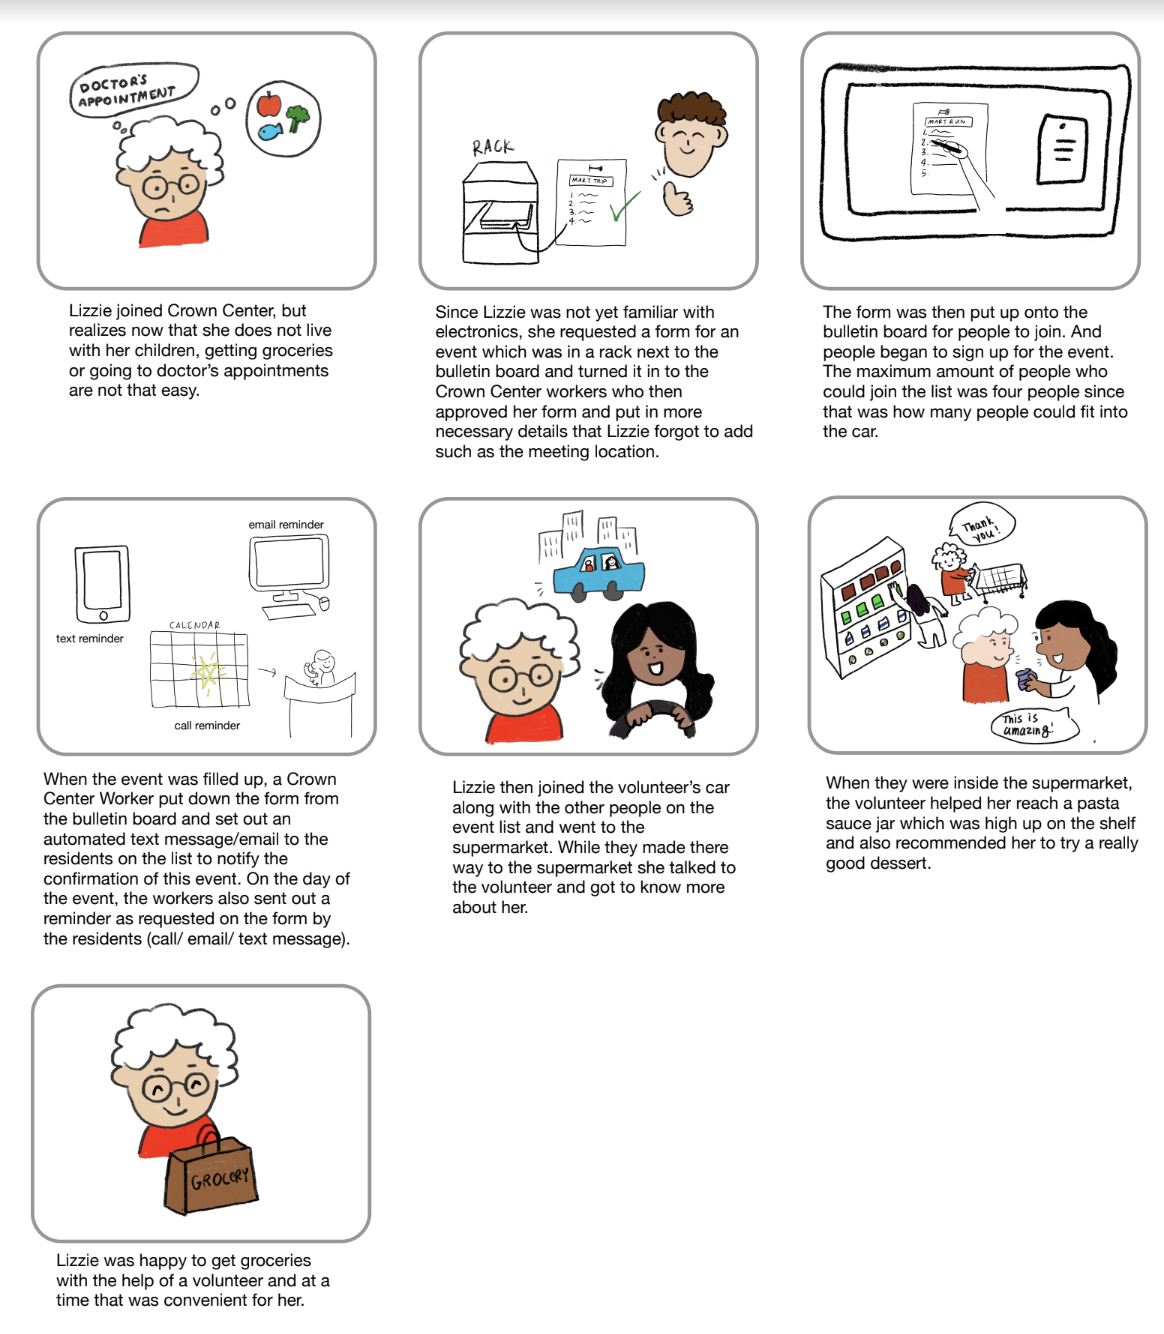 DOCTOR'S
APPOINTMENT
Lizzie joined Crown Center, but
realizes now that she does not live
with her children, getting groceries
or going to doctor's appointments
are not that easy.
RACK
MART TRIP
1.
2.
3.
4.
Since Lizzie was not yet familiar with
electronics, she requested a form for an
event which was in a rack next to the
bulletin board and turned it in to the
Crown Center workers who then
approved her form and put in more
necessary details that Lizzie forgot to add
such as the meeting location.
MART RUN
1.
2.
3.
4.
5.
The form was then put up onto the
bulletin board for people to join. And
people began to sign up for the event.
The maximum amount of people who
could join the list was four people since
that was how many people could fit into
the car.
email reminder
text reminder
CALENDAR
call reminder
When the event was filled up, a Crown
Center Worker put down the form from
the bulletin board and set out an
automated text message/email to the
residents on the list to notify the
confirmation of this event. On the day of
the event, the workers also sent out a
reminder as requested on the form by
the residents (call/ email/ text message).
Lizzie then joined the volunteer's car
along with the other people on the
event list and went to the
supermarket. While they made there
way to the supermarket she talked to
the volunteer and got to know more
about her.
Thank
you!
This is
amazing!
When they were inside the supermarket,
the volunteer helped her reach a pasta
sauce jar which was high up on the shelf
and also recommended her to try a really
good dessert.
GROCERY
Lizzie was happy to get groceries
with the help of a volunteer and at a
time that was convenient for her.